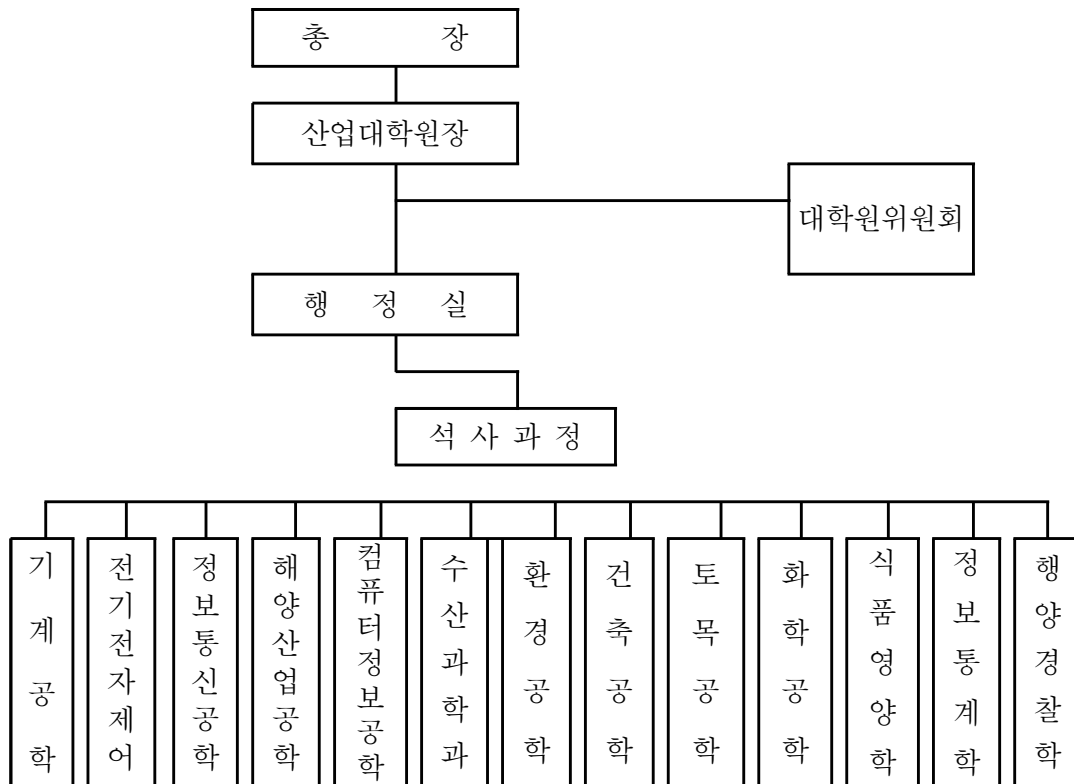 총 장
산업대학원장
대학원위원회
행 정 실
석 사 과 정
기계공학
전기전자제어
정보통신공학
해양산업공학
컴퓨터정보공학
수산과학과
환경공학
건축공학
토목공학
화학공학
식품영양학
정보통계학
행양경찰학